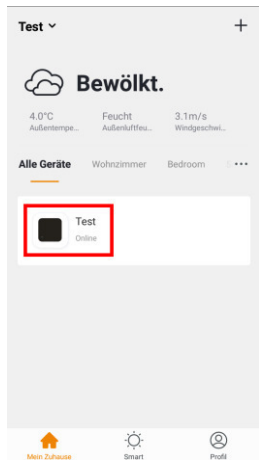 Test
Bewölkt.
4.0°C Feucht 3.1m/s
Außentempe... Außenluftfeu... Windgeschwi...
Alle Geräte Wohnzimmer Bedroom
Test
Online
Mein Zuhause Smart Profil